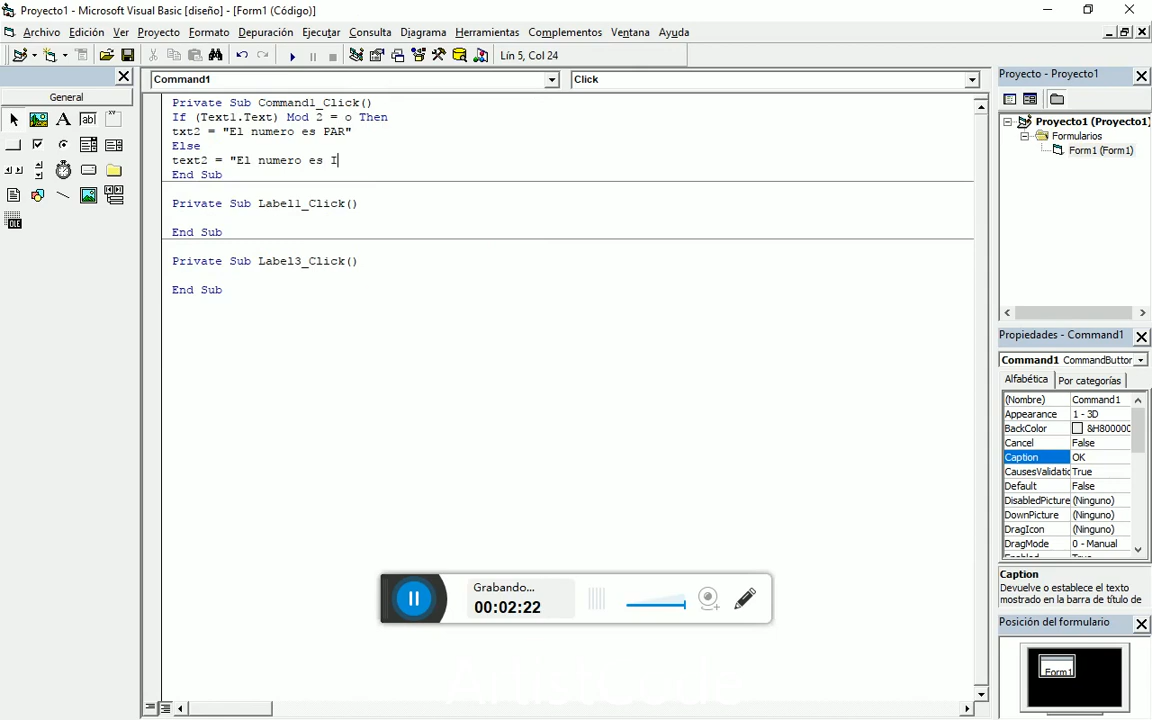 Proyecto1 - Microsoft Visual Basic [diseño] - [Form1 (Código)]
Archivo Edición Ver Proyecto Formato Depuración Ejecutar Consulta Diagrama Herramientas Complementos Ventana Ayuda
Lín 5, Col 24
General
Command1
Click
Private Sub Command1_Click()
If (Text1.Text) Mod 2 = o Then
txt2 = "El numero es PAR"
Else
text2 = "El numero es I
End Sub
Private Sub Label1_Click()
End Sub
Private Sub Label3_Click()
End Sub
Grabando...
00:02:22
Proyecto - Proyecto1
Proyecto1 (Proyecto1)
Formularios
Form1 (Form1)
Propiedades - Command1
Command1 CommandButtor
Alfabética Por categorías
(Nombre) Command1
Appearance 1 - 3D
BackColor &H800000
Cancel False
Caption OK
CausesValidatic True
Default False
DisabledPicture (Ninguno)
DownPicture (Ninguno)
DragIcon (Ninguno)
DragMode 0 - Manual
Enabled True
Caption
Devuelve o establece el texto
mostrado en la barra de título de
Posición del formulario
Form1